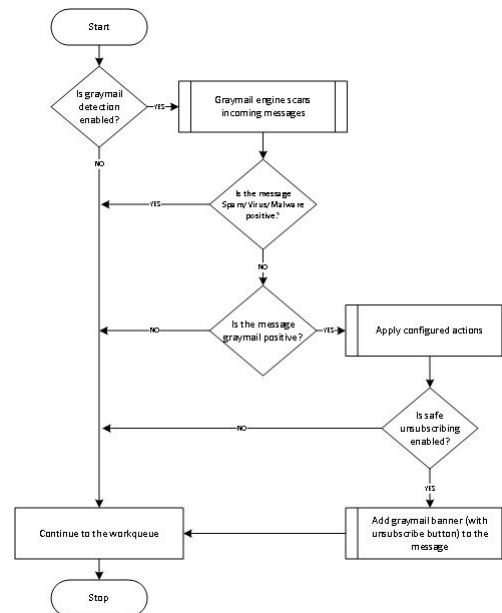 Start
Is graymail
detection
enabled?
YES
Graymail engine scans
incoming messages
NO
Is the message
Spam/Virus/Malware
positive?
YES
NO
Is the message
graymail positive?
NO
YES
Apply configured actions
Is safe
unsubscribing
enabled?
NO
YES
Continue to the workqueue
Add graymail banner (with
unsubscribe button) to the
message
Stop